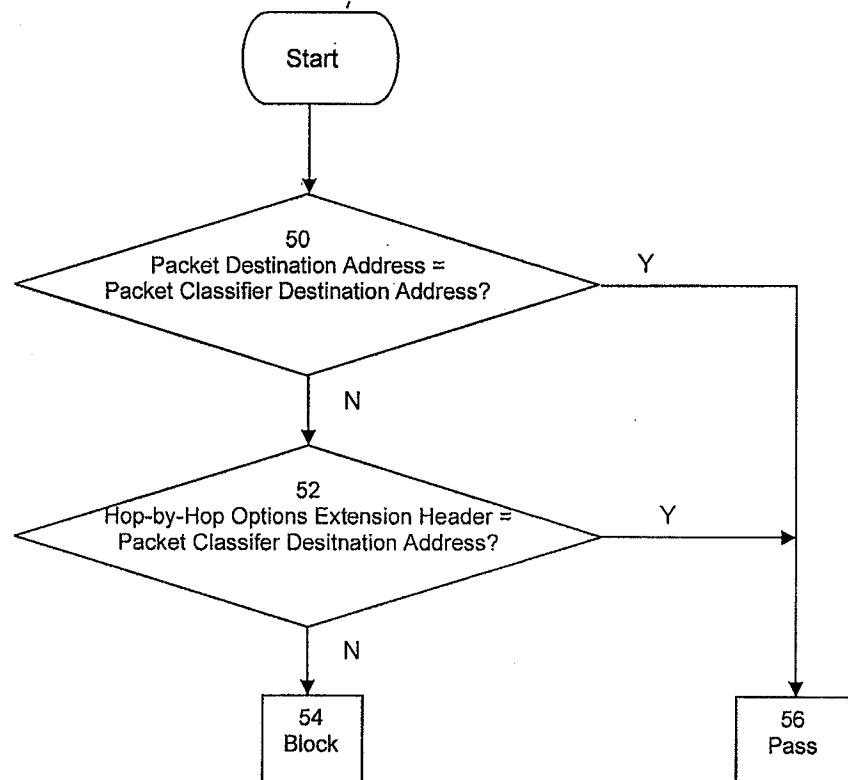 Start
50
Packet Destination Address =
Packet Classifier Destination Address?
Y
N
52
Hop-by-Hop Options Extension Header =
Packet Classifer Desitnation Address?
Y
N
54
Block
56
Pass